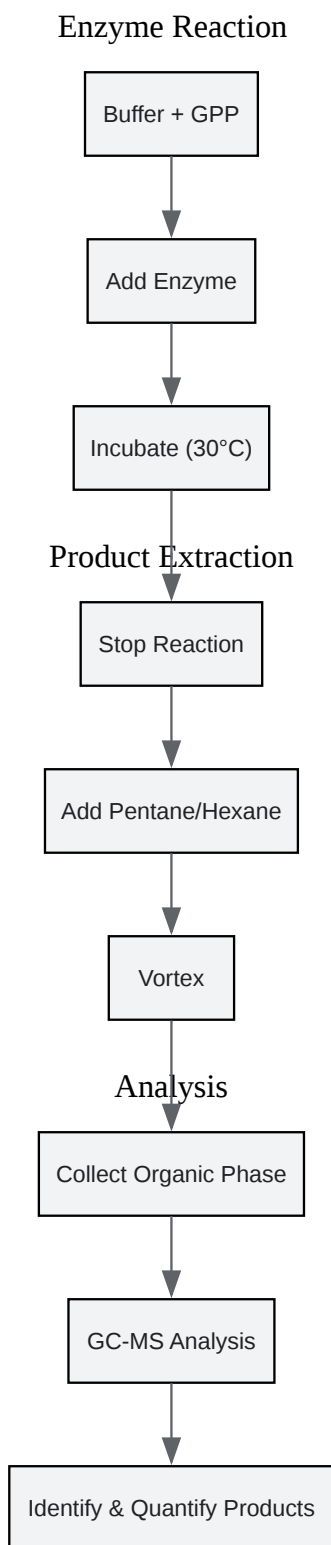 Enzyme Reaction
Buffer + GPP
Add Enzyme
Incubate (30°C)
Product Extraction
Stop Reaction
Add Pentane/Hexane
Vortex
Analysis
Collect Organic Phase
GC-MS Analysis
Identify & Quantify Products